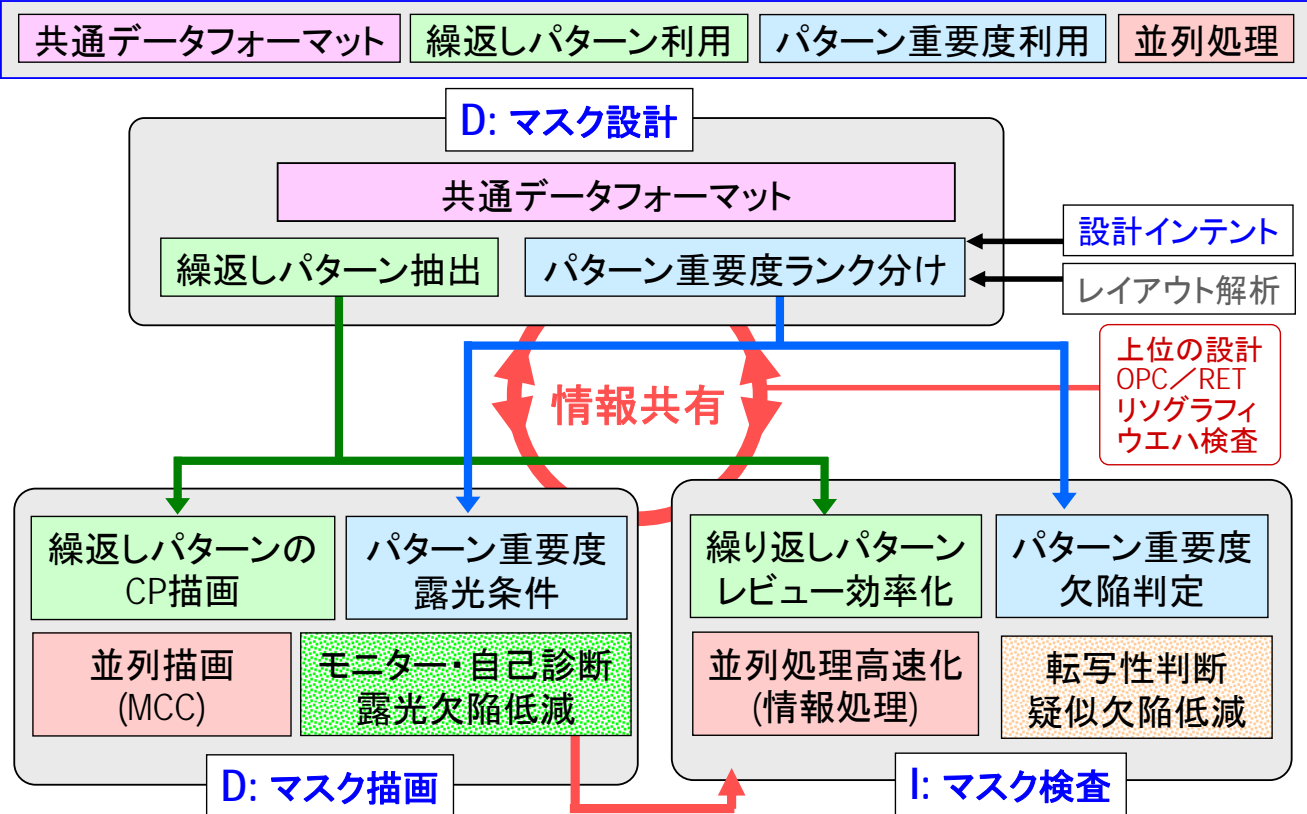 共通データフォーマット
繰返しパターン利用
パターン重要度利用
並列処理
D: マスク設計
共通データフォーマット
繰返しパターン抽出
パターン重要度ランク分け
設計インテント
レイアウト解析
上位の設計
OPC/RET
リソグラフィ
ウエハ検査
情報共有
繰返しパターンの
CP描画
パターン重要度
露光条件
並列描画
(MCC)
モニター・自己診断
露光欠陥低減
D: マスク描画
繰り返しパターン
レビュー効率化
パターン重要度
欠陥判定
並列処理高速化
(情報処理)
転写性判断
疑似欠陥低減
I: マスク検査